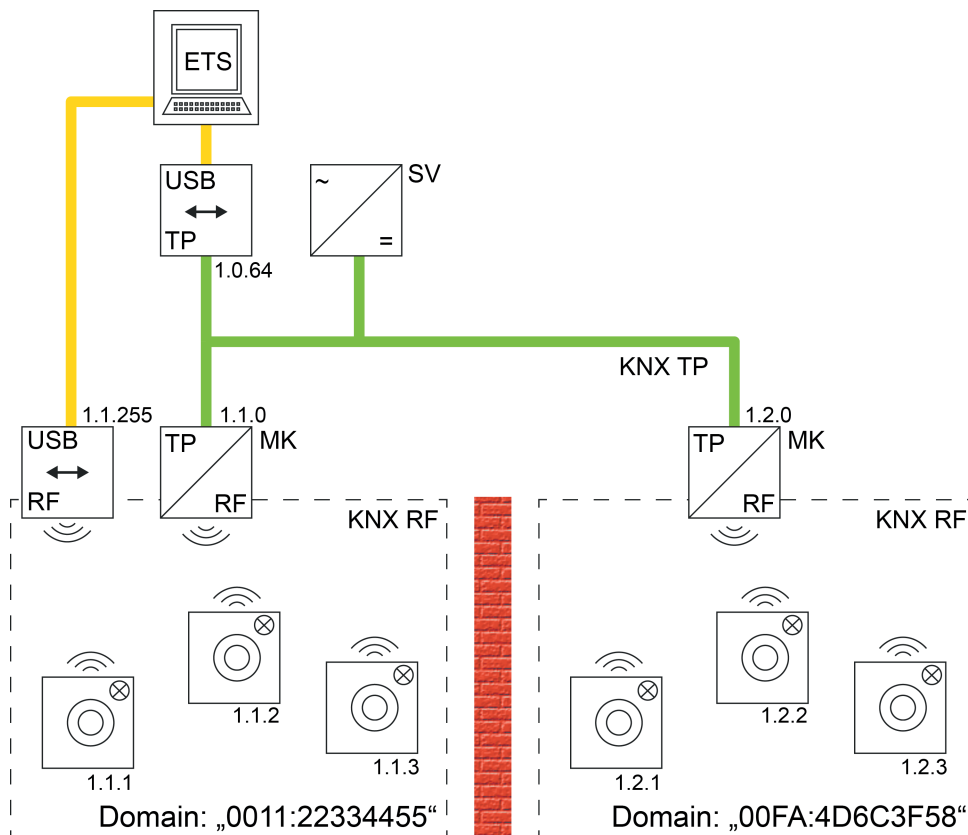 ETS
USB
TP
1.0.64
~
=
SV
KNX TP
1.1.255
USB
RF
1.1.0
TP
RF
MK
1.2.0
TP
RF
MK
KNX RF
KNX RF
1.1.1
1.1.2
1.1.3
1.2.1
1.2.2
1.2.3
Domain: „0011:22334455“
Domain: „00FA:4D6C3F58“